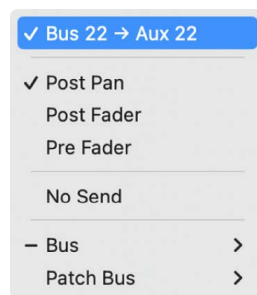 ✓ Bus 22 → Aux 22
✓ Post Pan
Post Fader
Pre Fader
No Send
– Bus >
Patch Bus >